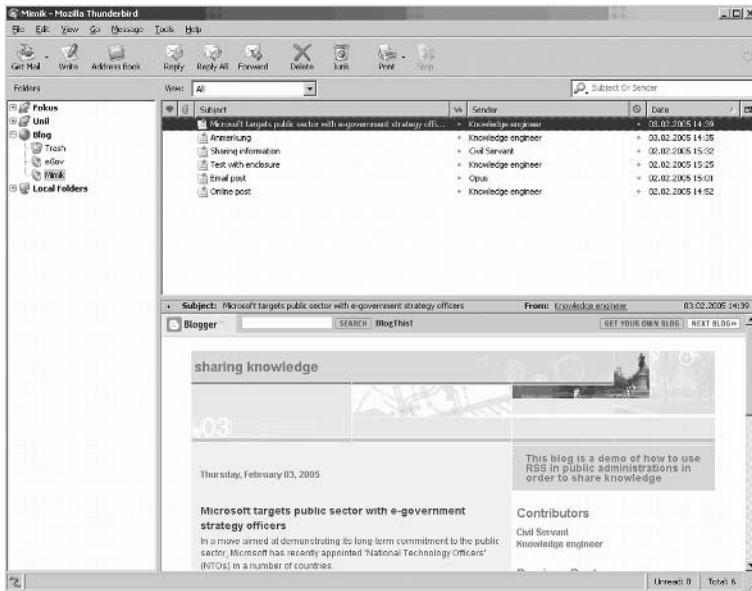 Mimik - Mozilla Thunderbird
File Edit View Go Message Tools Help
Get Mail Write Address Book Reply Reply All Forward Delete Junk Print Stop
Folders
View: All Subject Or Sender
Subject Sender Date
Fokus
Unil
Blog
Trash
eGov
Mimik
Local Folders
Microsoft targets public sector with e-government strategy offi... Knowledge engineer 03.02.2005 14:39
Anmerkung Knowledge engineer 03.02.2005 14:35
Sharing information Civil Servant 02.02.2005 15:32
Test with enclosure Knowledge engineer 02.02.2005 15:25
Email post Opus 02.02.2005 15:01
Online post Knowledge engineer 02.02.2005 14:52
Subject: Microsoft targets public sector with e-government strategy officers From: Knowledge engineer 03.02.2005 14:39
Blogger SEARCH BlogThis! GET YOUR OWN BLOG NEXT BLOG»
sharing knowledge
03
Thursday, February 03, 2005
Microsoft targets public sector with e-government
strategy officers
In a move aimed at demonstrating its long-term commitment to the public
sector, Microsoft has recently appointed 'National Technology Officers'
(NTOs) in a number of countries.
This blog is a demo of how to use
RSS in public administrations in
order to share knowledge
Contributors
Civil Servant
Knowledge engineer
Unread: 0 Total: 6